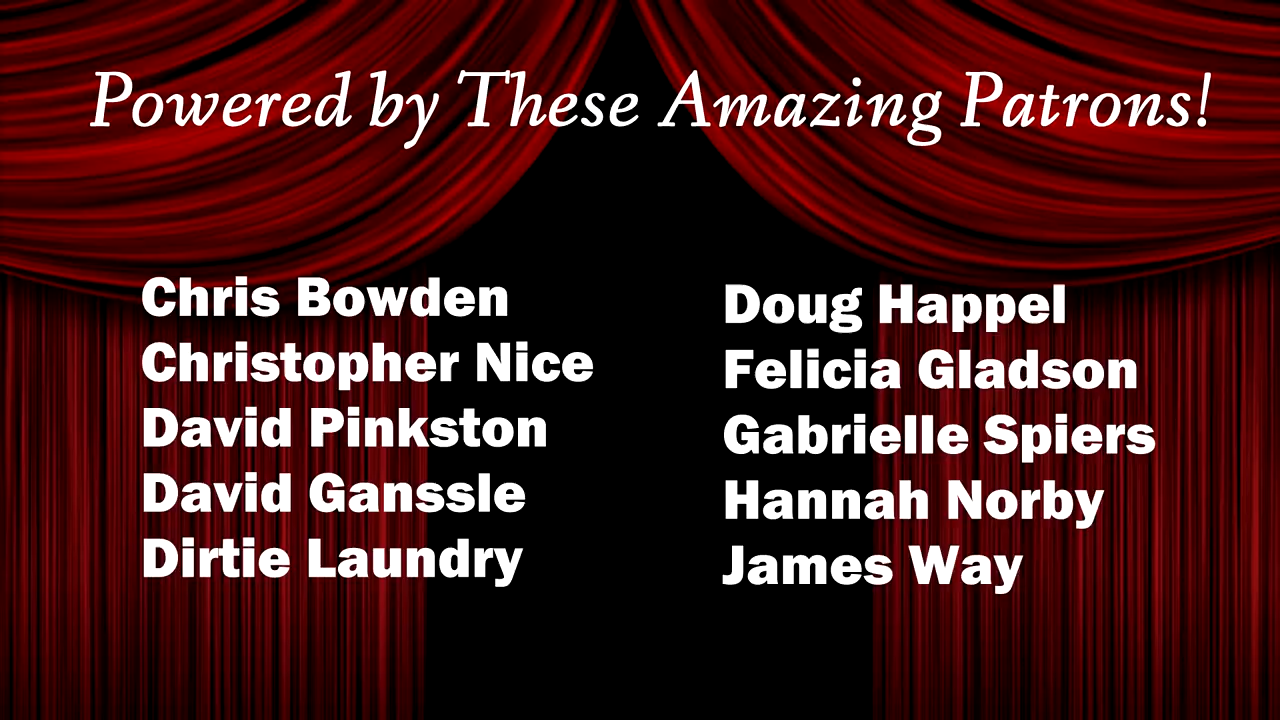 Powered by These Amazing Patrons!
Chris Bowden
Christopher Nice
David Pinkston
David Ganssle
Dirtie Laundry
Doug Happel
Felicia Gladson
Gabrielle Spiers
Hannah Norby
James Way